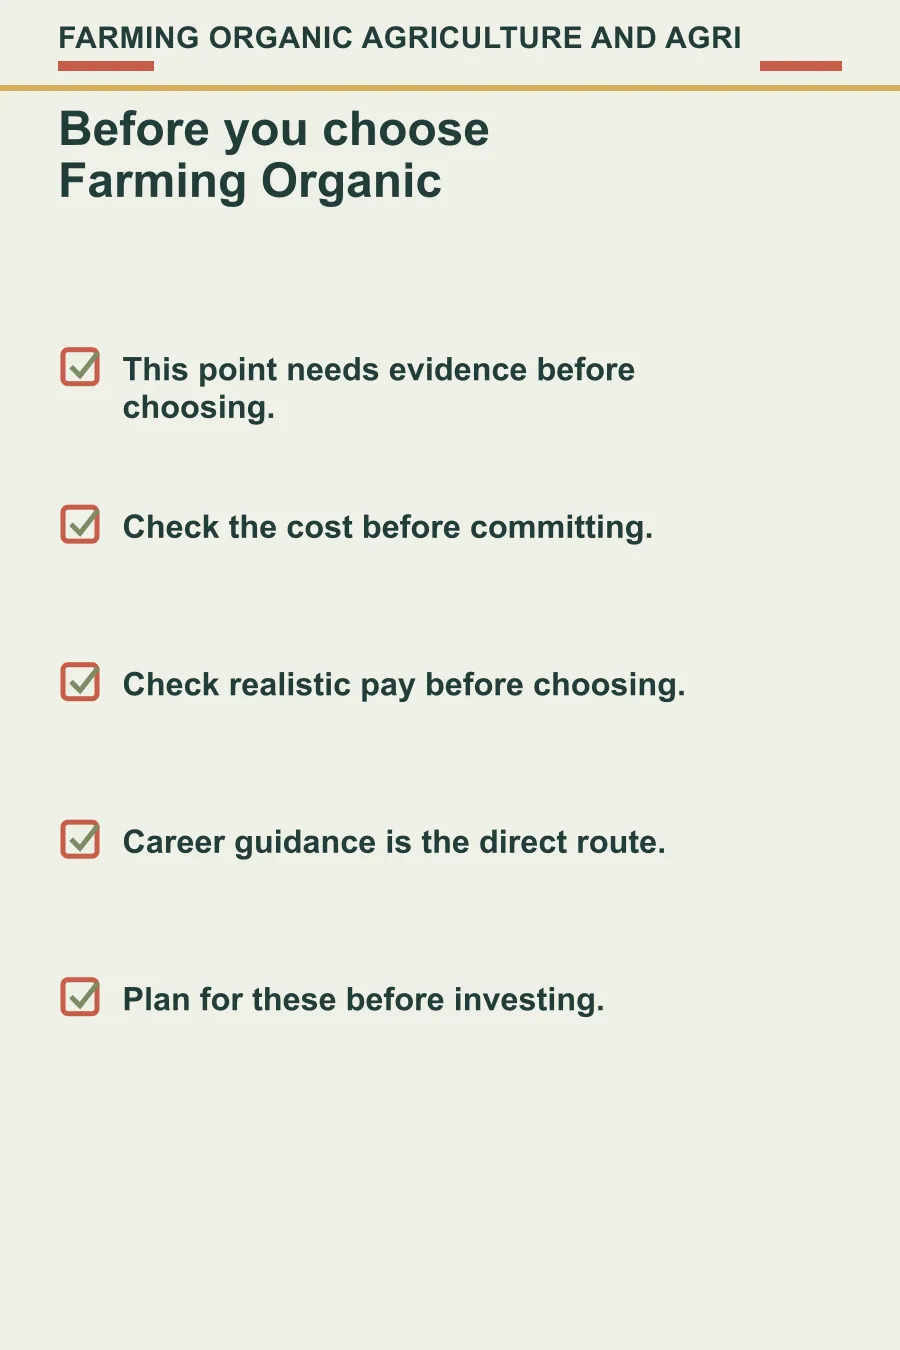 FARMING ORGANIC AGRICULTURE AND AGRI
Before you choose
Farming Organic
This point needs evidence before
choosing.
Check the cost before committing.
Check realistic pay before choosing.
Career guidance is the direct route.
Plan for these before investing.